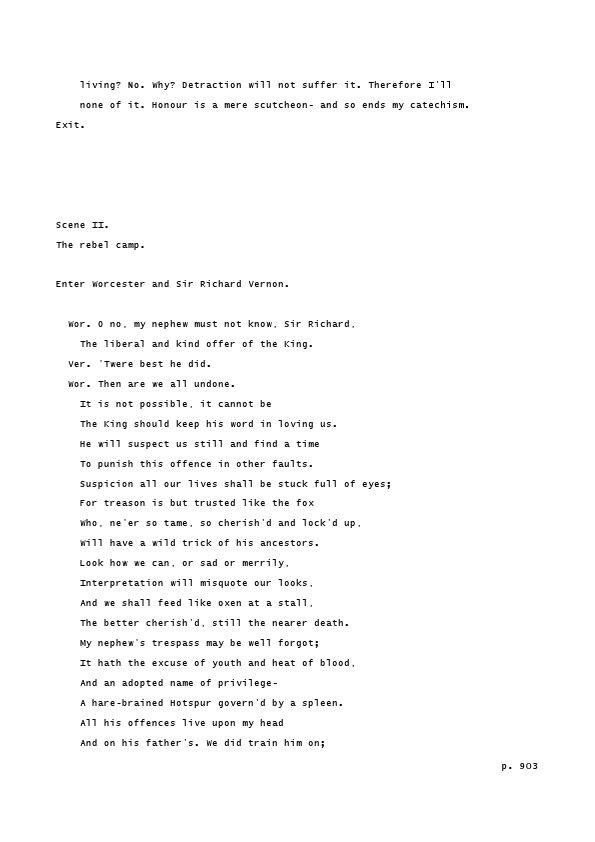 living? No. Why? Detraction will not suffer it. Therefore I'll
none of it. Honour is a mere scutcheon- and so ends my catechism.
Exit.
Scene II.
The rebel camp.
Enter Worcester and Sir Richard Vernon.
Wor. O no, my nephew must not know, Sir Richard,
The liberal and kind offer of the King.
Ver. 'Twere best he did.
Wor. Then are we all undone.
It is not possible, it cannot be
The King should keep his word in loving us.
He will suspect us still and find a time
To punish this offence in other faults.
Suspicion all our lives shall be stuck full of eyes;
For treason is but trusted like the fox
Who, ne'er so tame, so cherish'd and lock'd up,
Will have a wild trick of his ancestors.
Look how we can, or sad or merrily,
Interpretation will misquote our looks,
And we shall feed like oxen at a stall,
The better cherish'd, still the nearer death.
My nephew's trespass may be well forgot;
It hath the excuse of youth and heat of blood,
And an adopted name of privilege-
A hare-brained Hotspur govern'd by a spleen.
All his offences live upon my head
And on his father's. We did train him on;
p. 903